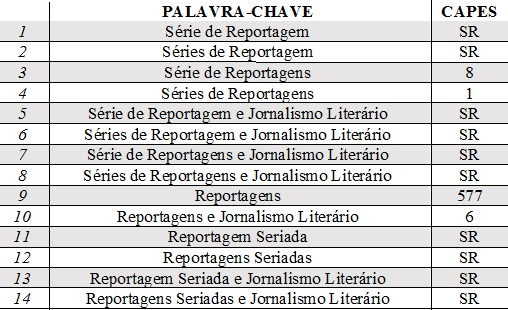 PALAVRA-CHAVE CAPES
1 Série de Reportagem SR
2 Séries de Reportagem SR
3 Série de Reportagens 8
4 Séries de Reportagens 1
5 Série de Reportagem e Jornalismo Literário SR
6 Séries de Reportagem e Jornalismo Literário SR
7 Série de Reportagens e Jornalismo Literário SR
8 Séries de Reportagens e Jornalismo Literário SR
9 Reportagens 577
10 Reportagens e Jornalismo Literário 6
11 Reportagem Seriada SR
12 Reportagens Seriadas SR
13 Reportagem Seriada e Jornalismo Literário SR
14 Reportagens Seriadas e Jornalismo Literário SR